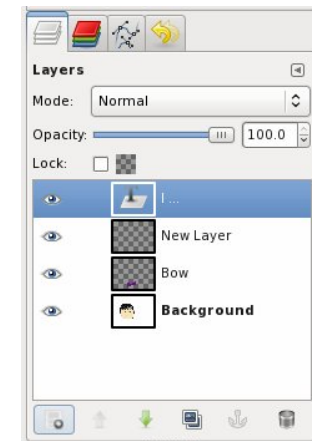 Layers
Mode: Normal
Opacity: 100.0
Lock:
I ...
New Layer
Bow
Background